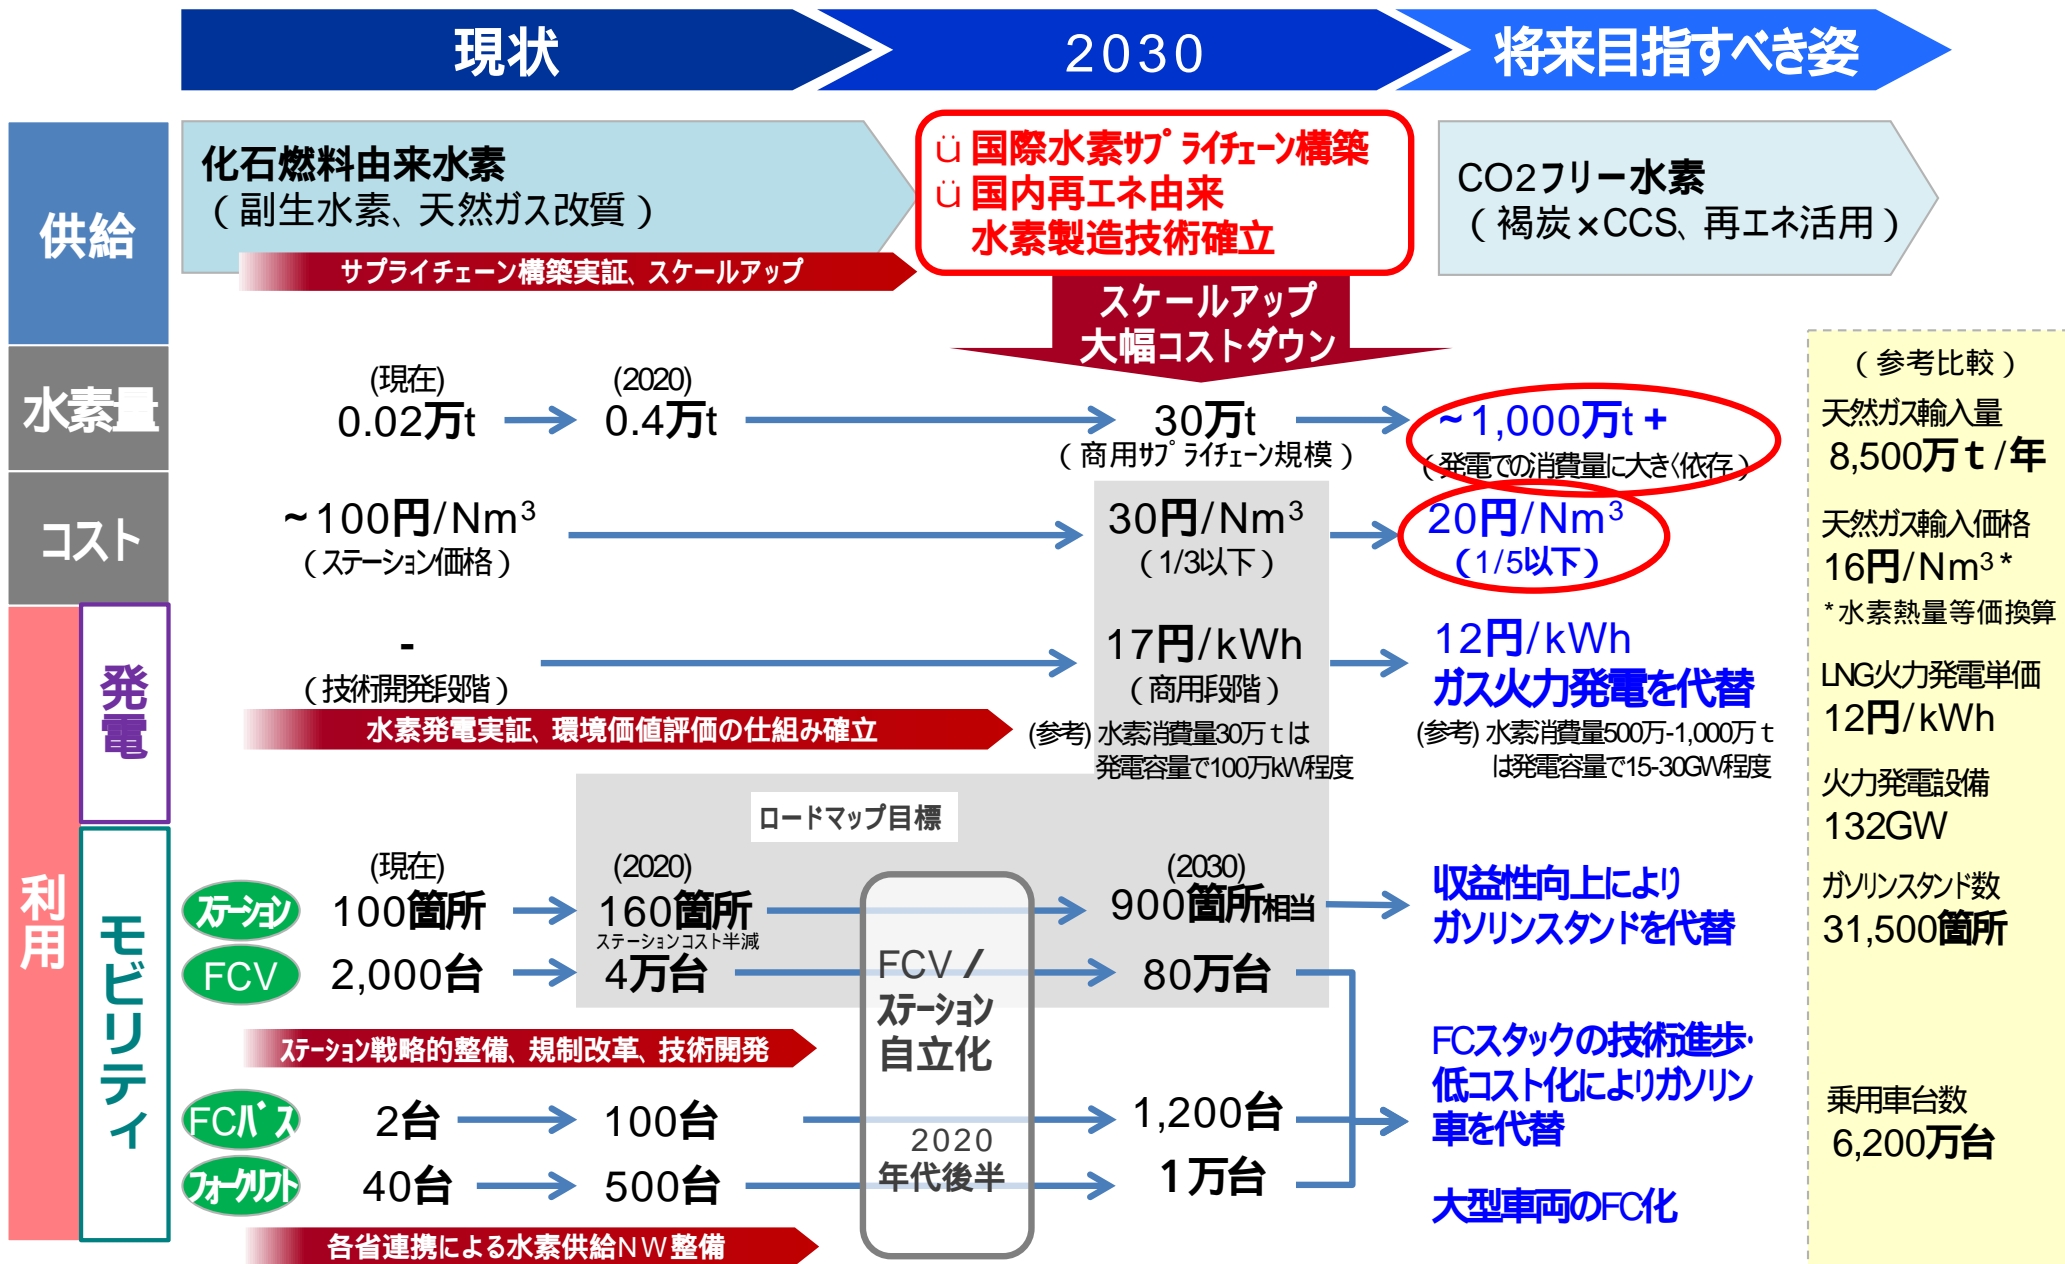 現状
2030
将来目指すべき姿
供給
化石燃料由来水素
（副生水素、天然ガス改質）
サプライチェーン構築実証、スケールアップ
ü 国際水素サプライチェーン構築
ü 国内再エネ由来
水素製造技術確立
CO2フリー水素
（褐炭×CCS、再エネ活用）
スケールアップ
大幅コストダウン
水素量
(現在)
0.02万t
(2020)
0.4万t
30万t
（商用サプライチェーン規模）
~1,000万t+
（発電での消費量に大きく依存）
コスト
~100円/Nm³
（ステーション価格）
30円/Nm³
（1/3以下）
20円/Nm³
（1/5以下）
利用
発電
-
（技術開発段階）
水素発電実証、環境価値評価の仕組み確立
17円/kWh
（商用段階）
(参考) 水素消費量30万tは
発電容量で100万kW程度
12円/kWh
ガス火力発電を代替
(参考) 水素消費量500万-1,000万t
は発電容量で15-30GW程度
モビリティ
ロードマップ目標
(現在)
(2020)
(2030)
ステーション
100箇所
160箇所
ステーションコスト半減
900箇所相当
収益性向上により
ガソリンスタンドを代替
FCV
2,000台
4万台
80万台
ステーション戦略的整備、規制改革、技術開発
FCV/
ステーション
自立化
2020
年代後半
FCバス
2台
100台
1,200台
フォークリフト
40台
500台
1万台
各省連携による水素供給NW整備
FCスタックの技術進歩・
低コスト化によりガソリン
車を代替
大型車両のFC化
（参考比較）
天然ガス輸入量
8,500万t/年
天然ガス輸入価格
16円/Nm³*
*水素熱量等価換算
LNG火力発電単価
12円/kWh
火力発電設備
132GW
ガソリンスタンド数
31,500箇所
乗用車台数
6,200万台